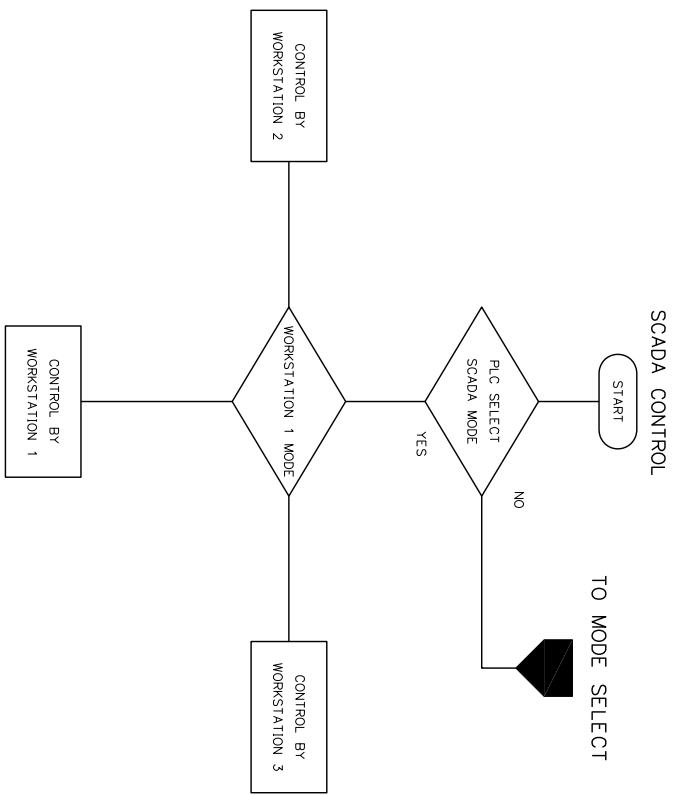 SCADA CONTROL
START
TO MODE SELECT
NO
PLC SELECT
SCADA MODE
YES
CONTROL BY
WORKSTATION 2
WORKSTATION 1 MODE
CONTROL BY
WORKSTATION 3
CONTROL BY
WORKSTATION 1